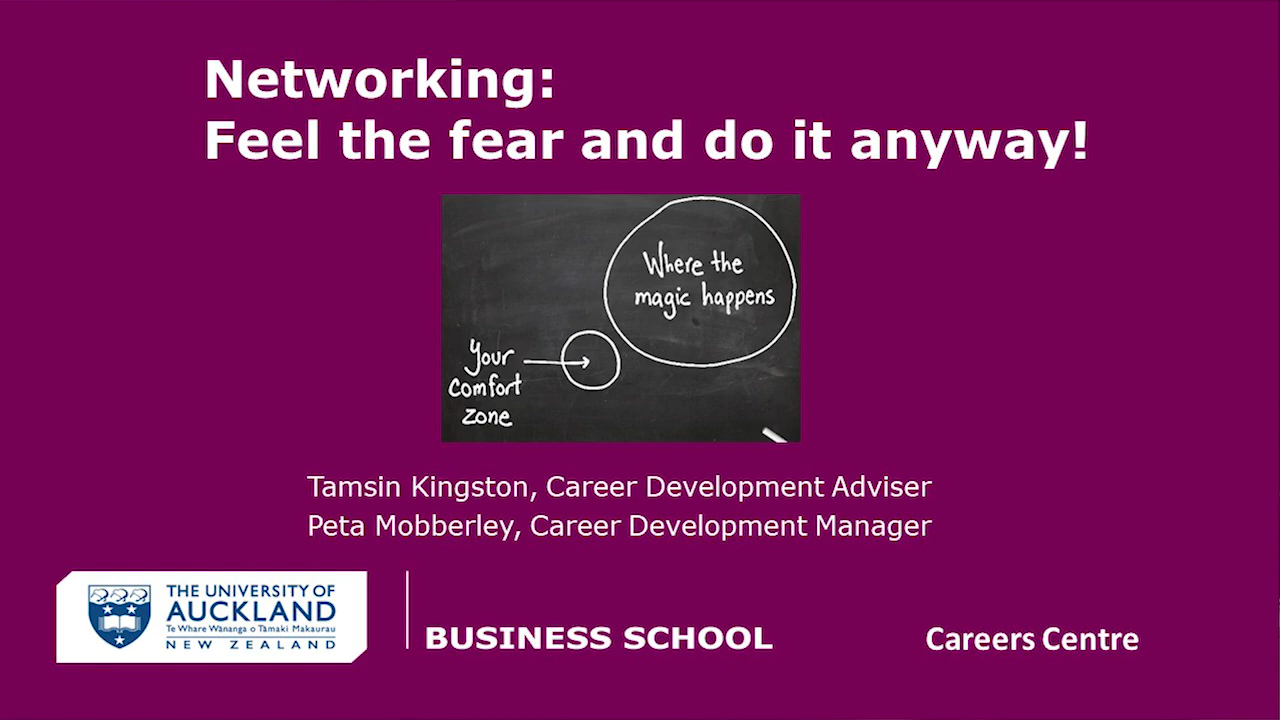 Networking:
Feel the fear and do it anyway!
Where the
magic happens
Your
comfort
zone
Tamsin Kingston, Career Development Adviser
Peta Mobberley, Career Development Manager
THE UNIVERSITY OF
AUCKLAND
Te Whare Wānanga o Tāmaki Makaurau
NEW ZEALAND
BUSINESS SCHOOL
Careers Centre